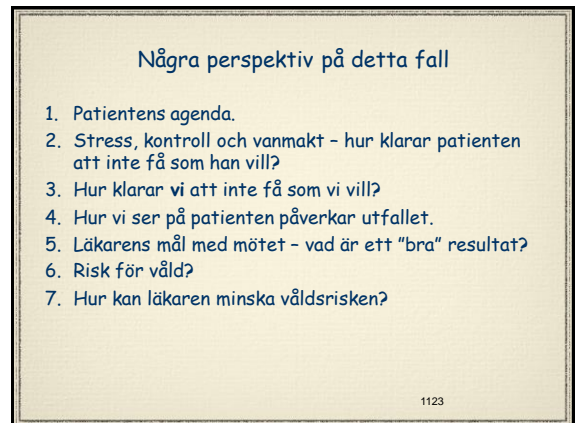 Några perspektiv på detta fall
1. Patientens agenda.
2. Stress, kontroll och vanmakt – hur klarar patienten
att inte få som han vill?
3. Hur klarar vi att inte få som vi vill?
4. Hur vi ser på patienten påverkar utfallet.
5. Läkarens mål med mötet – vad är ett ”bra” resultat?
6. Risk för våld?
7. Hur kan läkaren minska våldsrisken?
1123